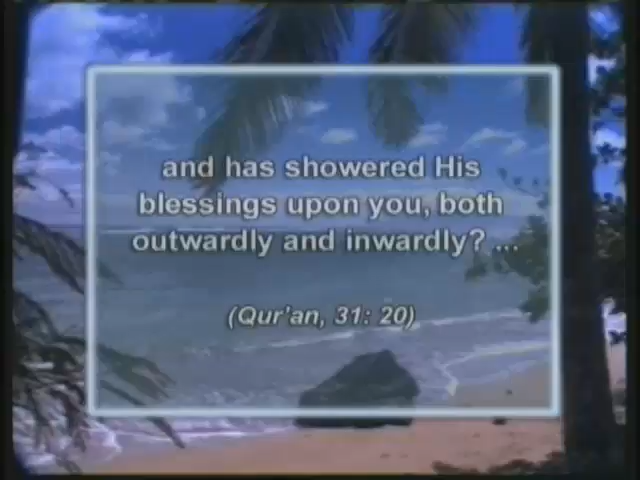 and has showered His
blessings upon you, both
outwardly and inwardly? ...
(Qur'an, 31: 20)